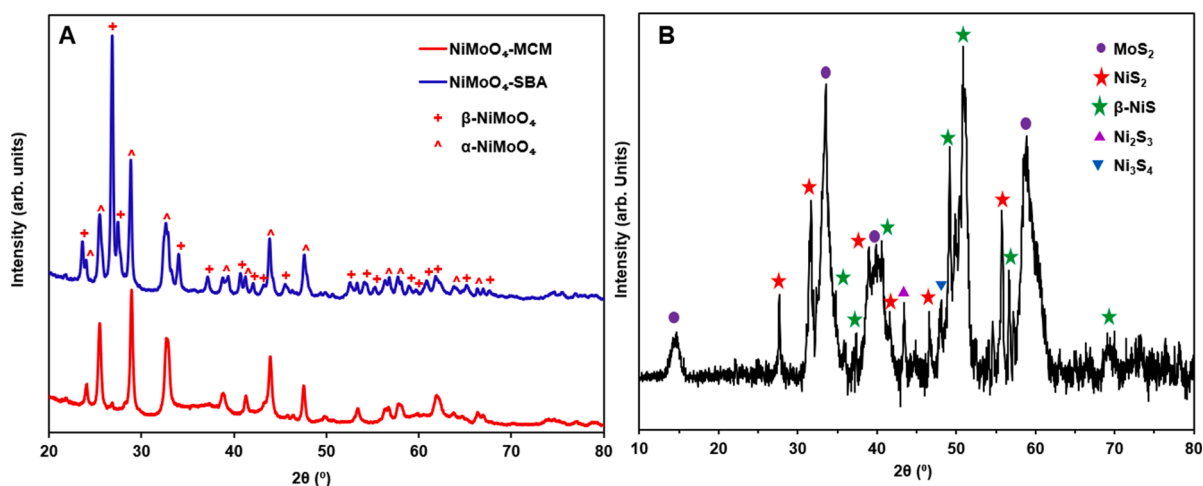 A
NiMoO₄-MCM
NiMoO₄-SBA
+ β-NiMoO₄
^ α-NiMoO₄
Intensity (arb. units)
20 30 40 50 60 70 80
2θ (º)
B
MoS₂
NiS₂
β-NiS
Ni₂S₃
Ni₃S₄
Intensity (arb. Units)
10 20 30 40 50 60 70 80
2θ (º)